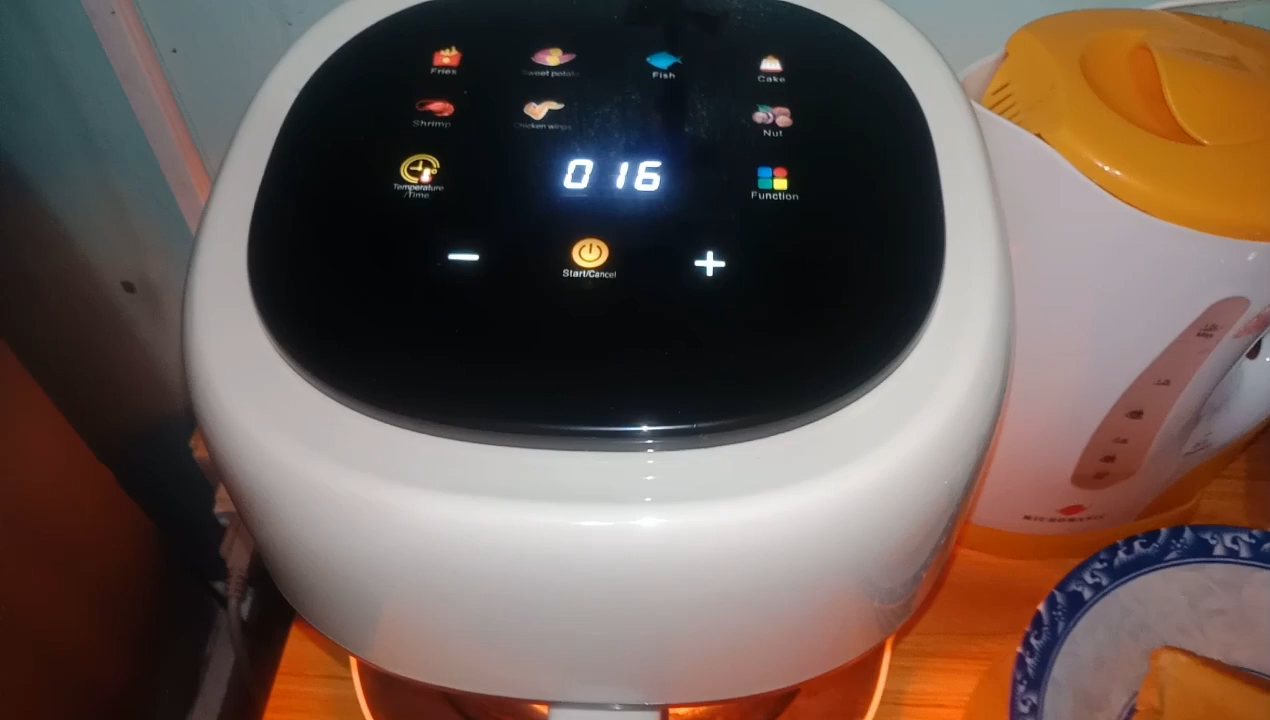 Fries
Sweet potato
Fish
Cake
Shrimp
Chicken wings
Nut
016
Temperature
/Time
Function
Start/Cancel